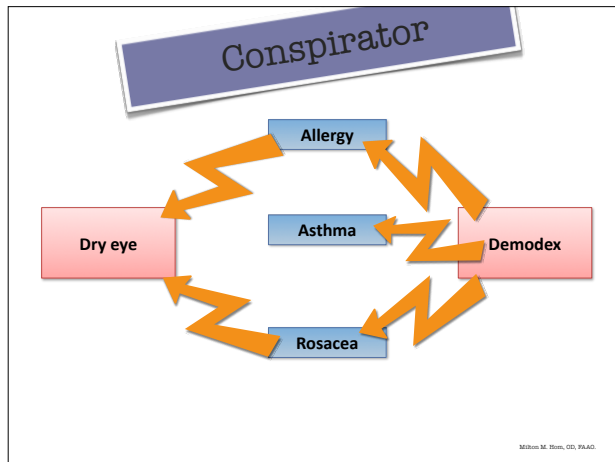 Conspirator
Allergy
Dry eye
Asthma
Demodex
Rosacea
Milton M. Hom, OD, FAAO.